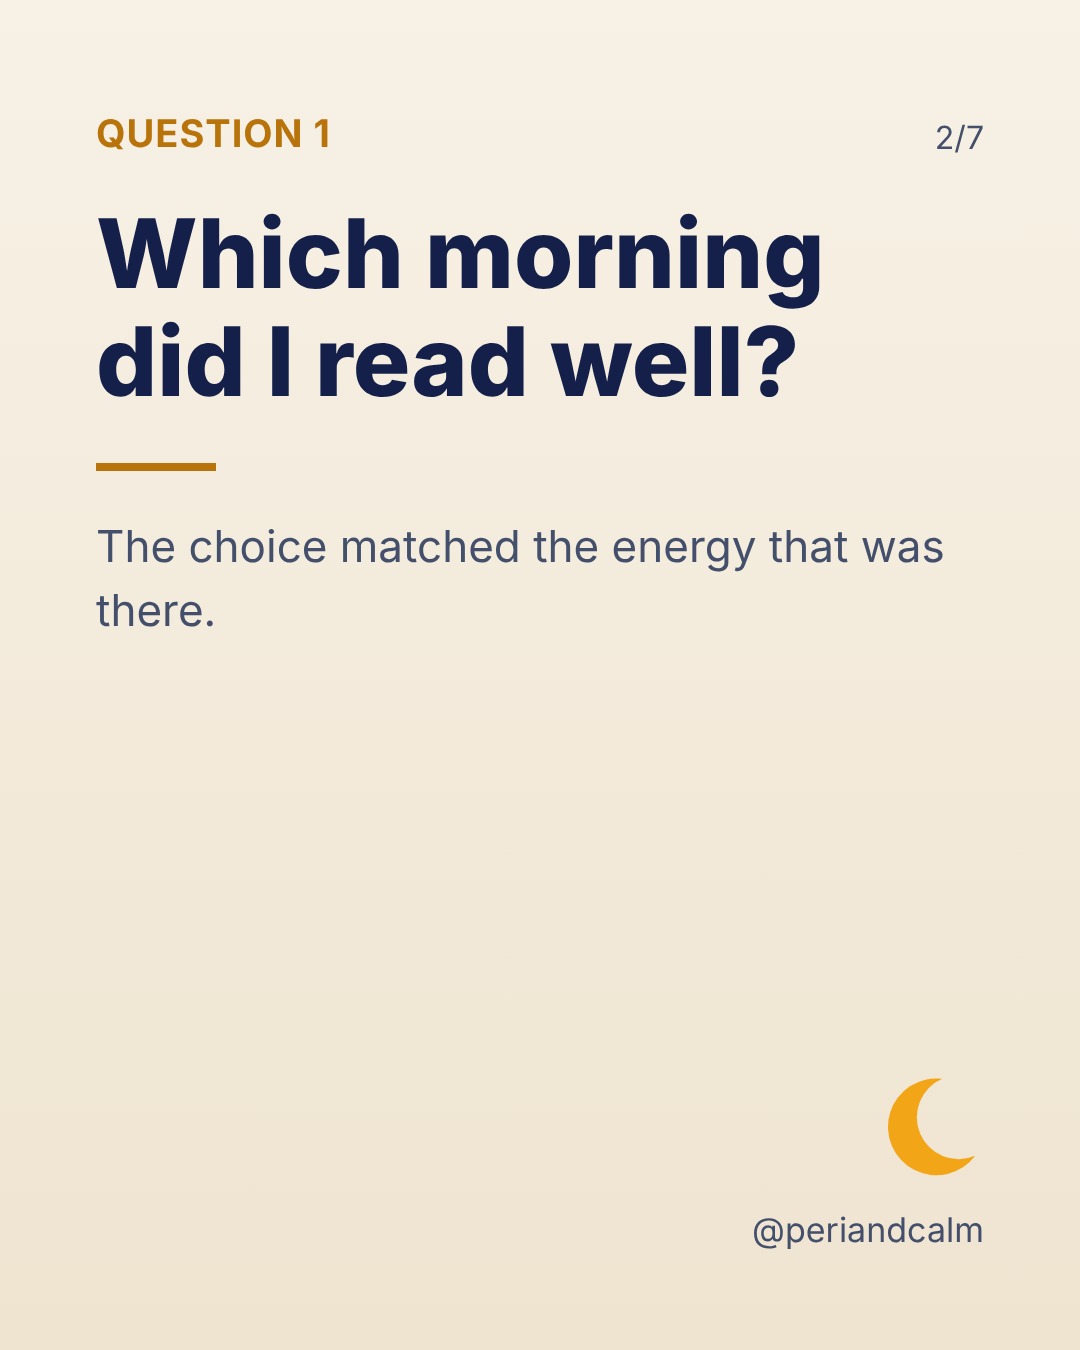 QUESTION 1
2/7
Which morning
did I read well?
The choice matched the energy that was
there.
@periandcalm